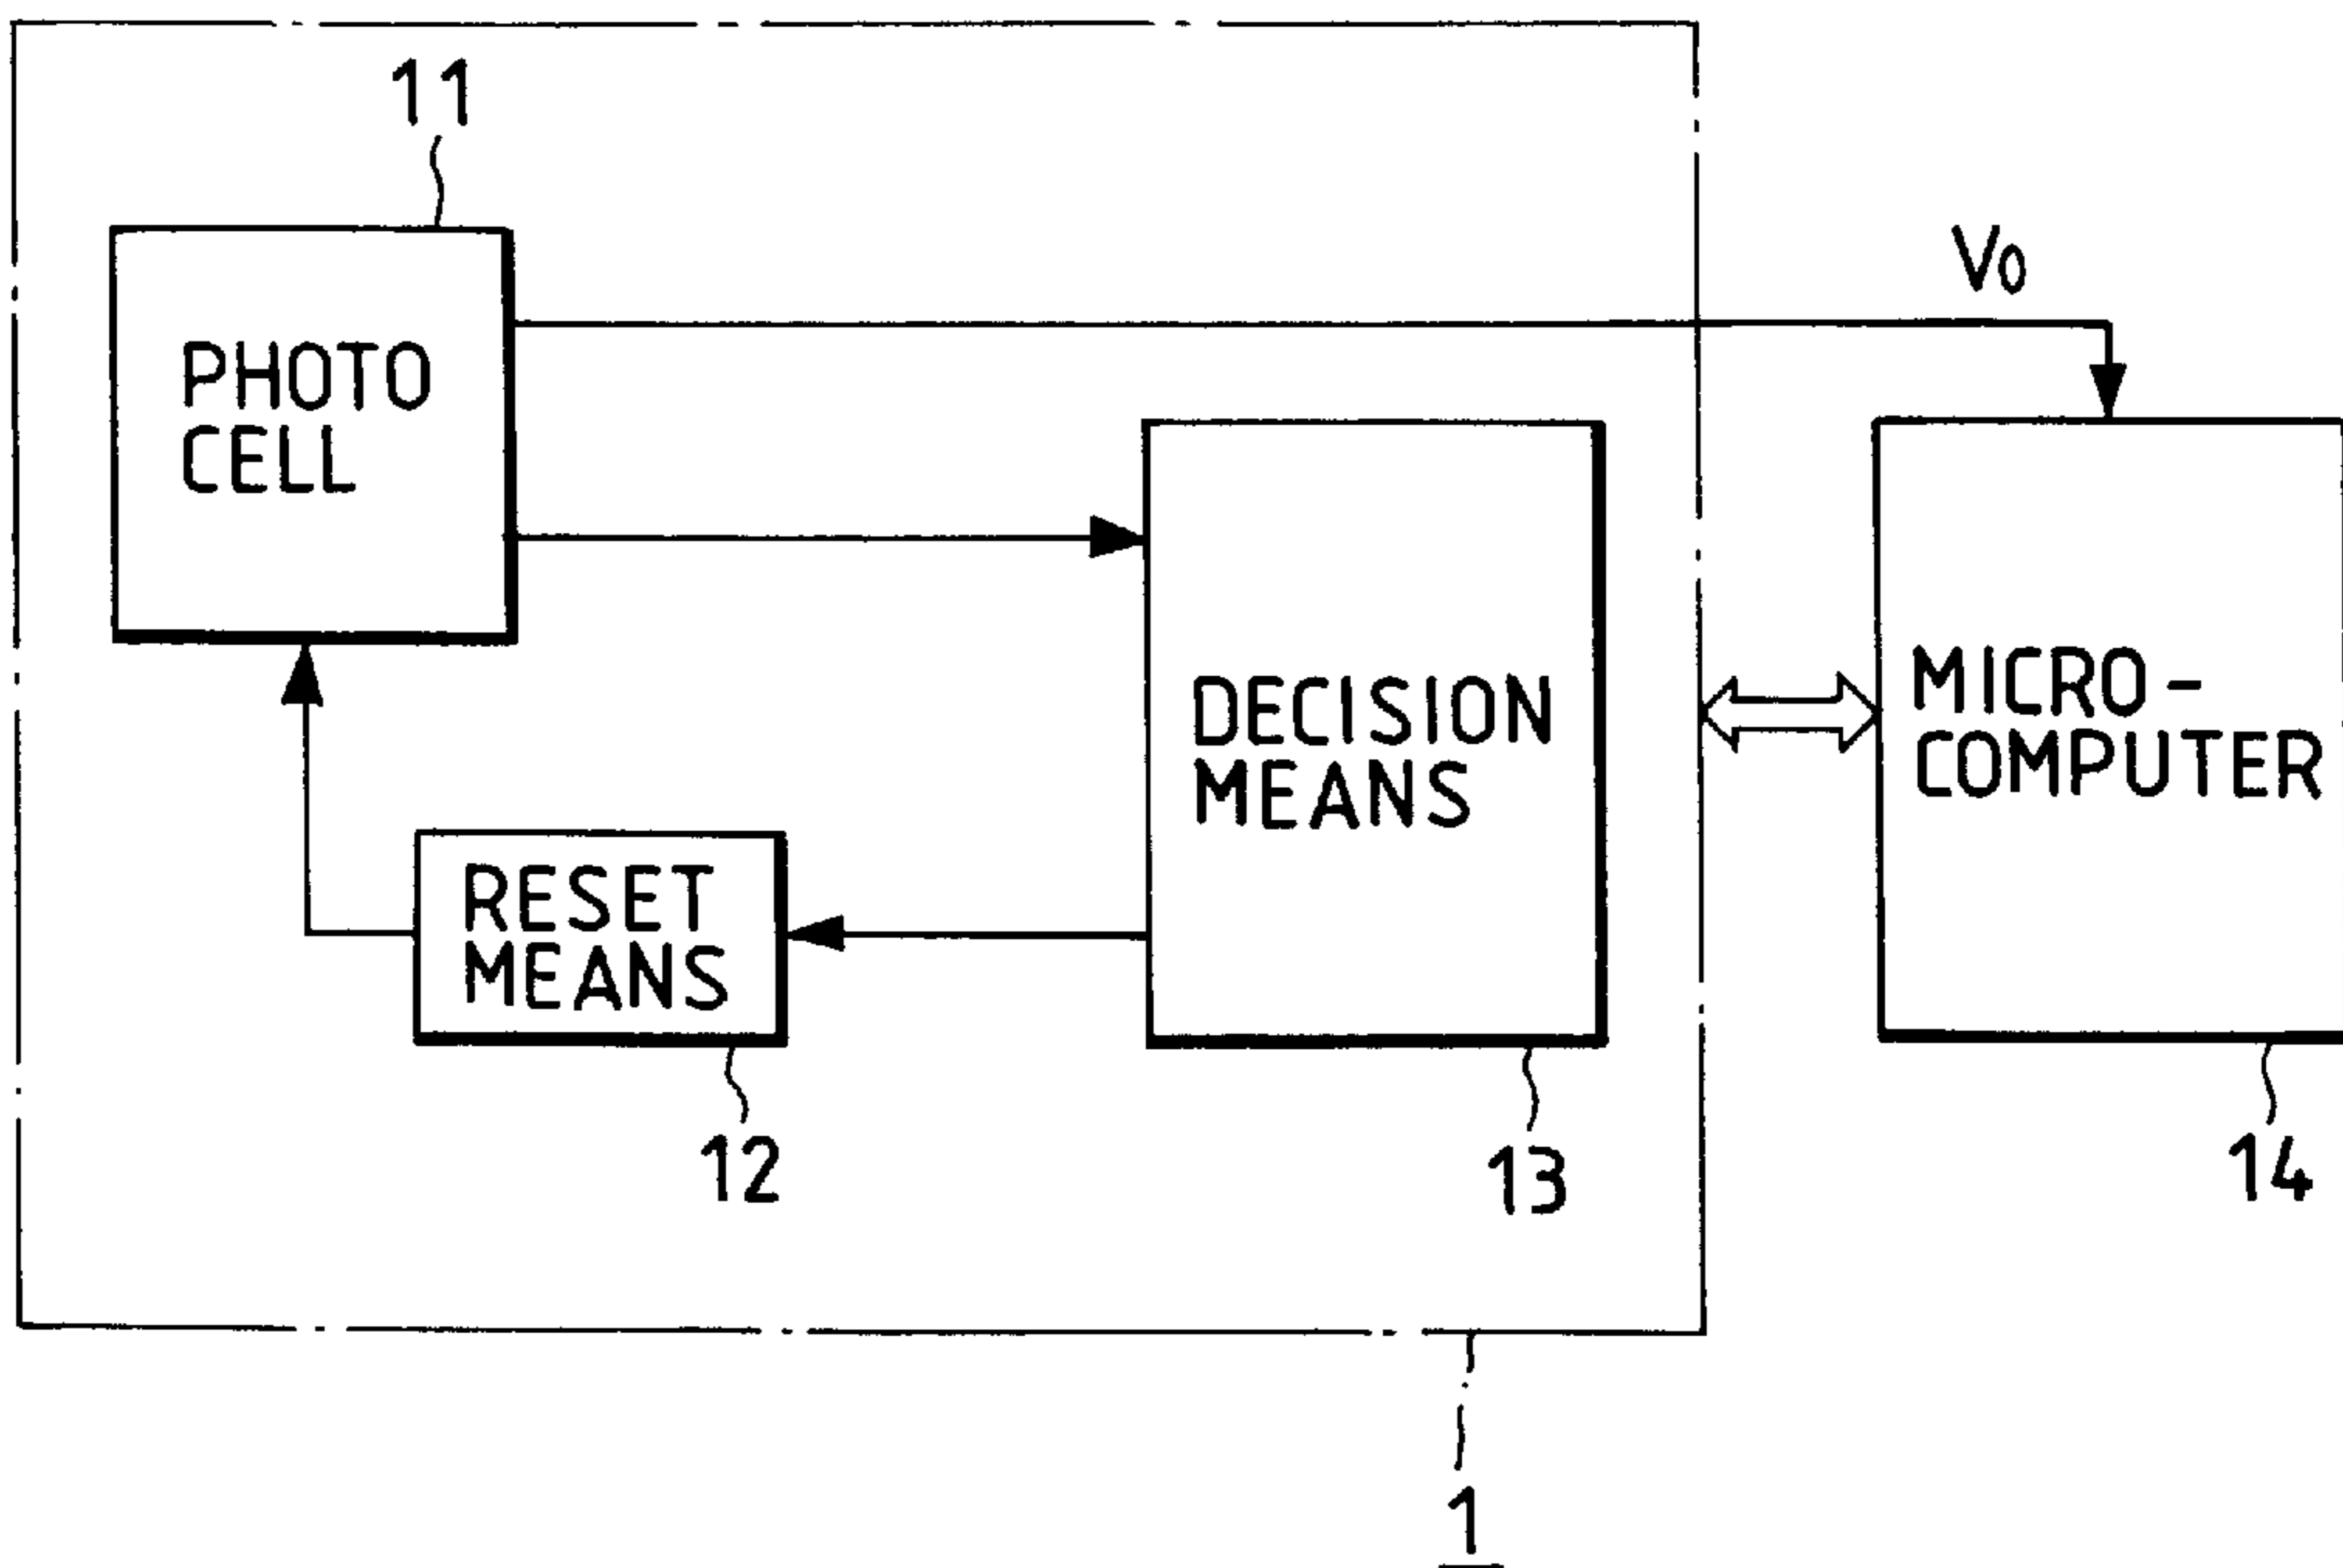 11
V0
PHOTO
CELL
MICRO-
COMPUTER
DECISION
MEANS
RESET
MEANS
12
13
14
1